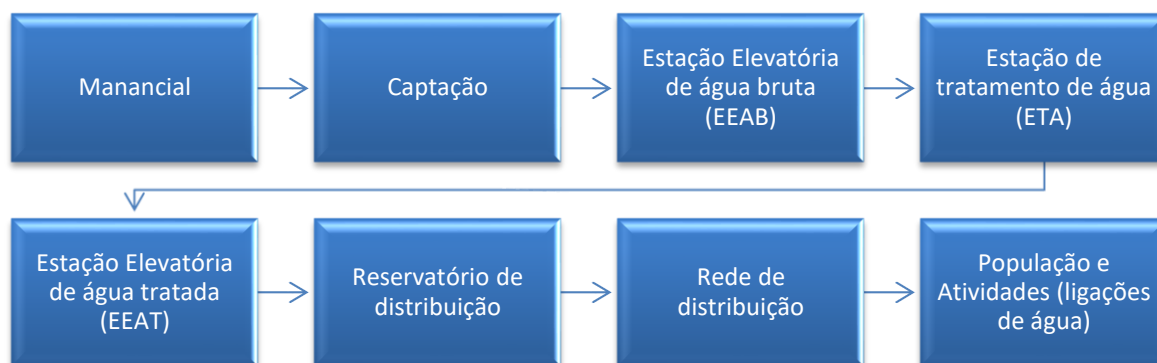 Manancial
Captação
Estação Elevatória
de água bruta
(EEAB)
Estação de
tratamento de água
(ETA)
Estação Elevatória
de água tratada
(EEAT)
Reservatório de
distribuição
Rede de
distribuição
População e
Atividades (ligações
de água)